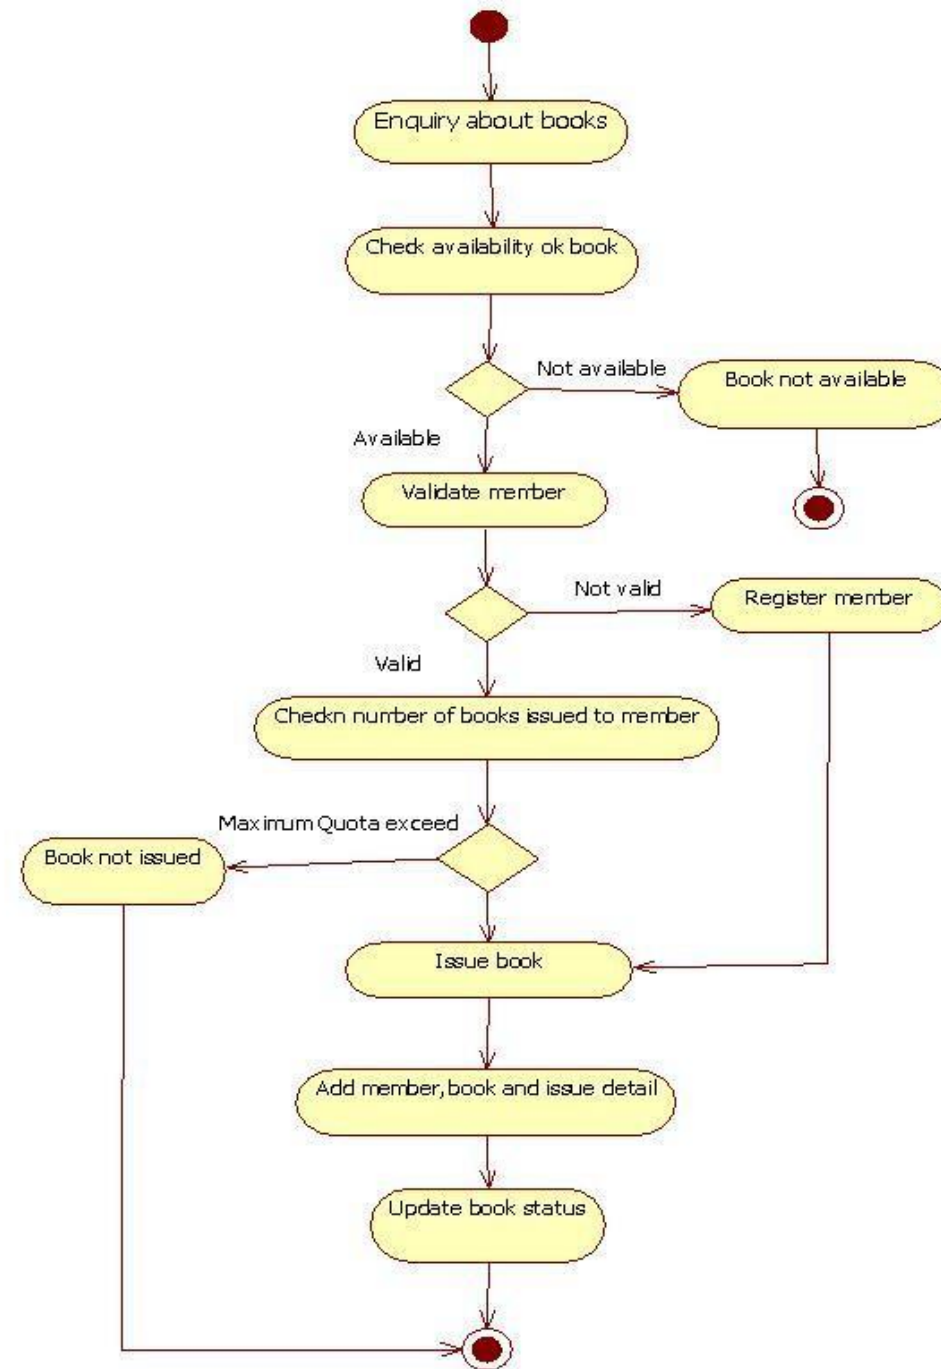 Enquiry about books
Check availability ok book
Not available
Book not available
Available
Validate member
Not valid
Register member
Valid
Checkn number of books issued to member
Maximum Quota exceed
Book not issued
Issue book
Add member,book and issue detail
Update book status